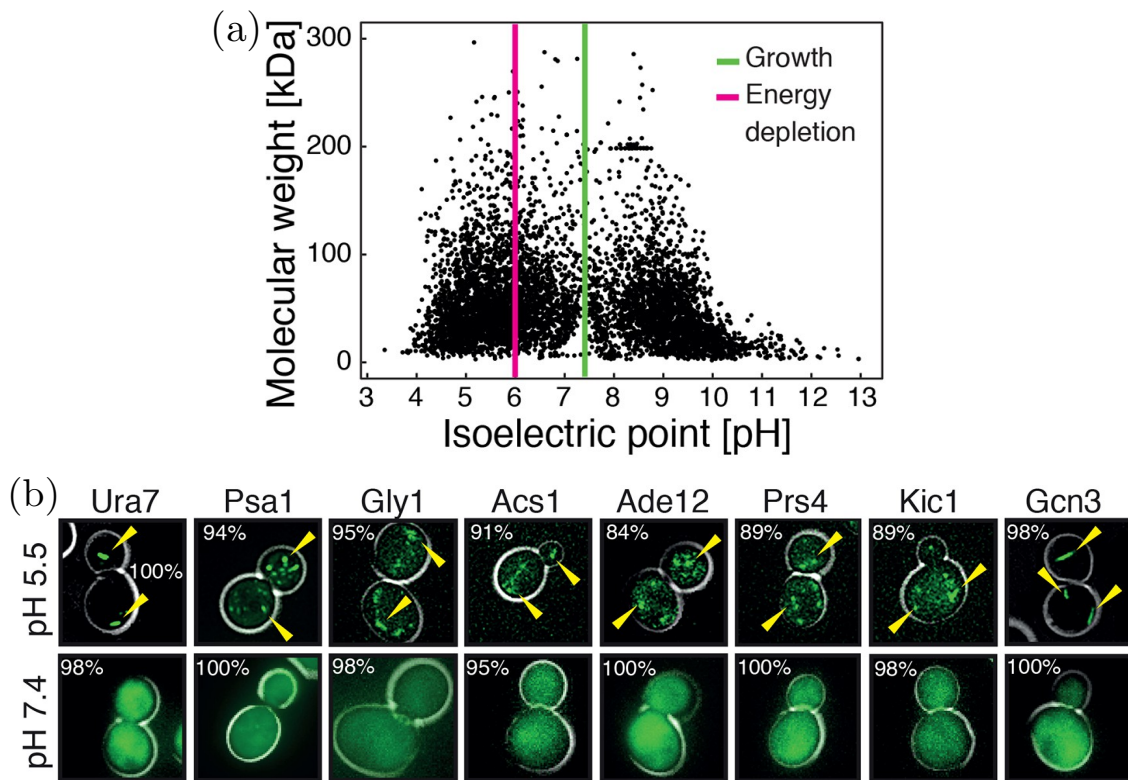 (a)
Molecular weight [kDa]
300
200
100
0
Growth
Energy
depletion
3 4 5 6 7 8 9 10 11 12 13
Isoelectric point [pH]
(b)
Ura7 Psa1 Gly1 Acs1 Ade12 Prs4 Kic1 Gcn3
pH 5.5
100% 94% 95% 91% 84% 89% 89% 98%
pH 7.4
98% 100% 98% 95% 100% 100% 98% 100%